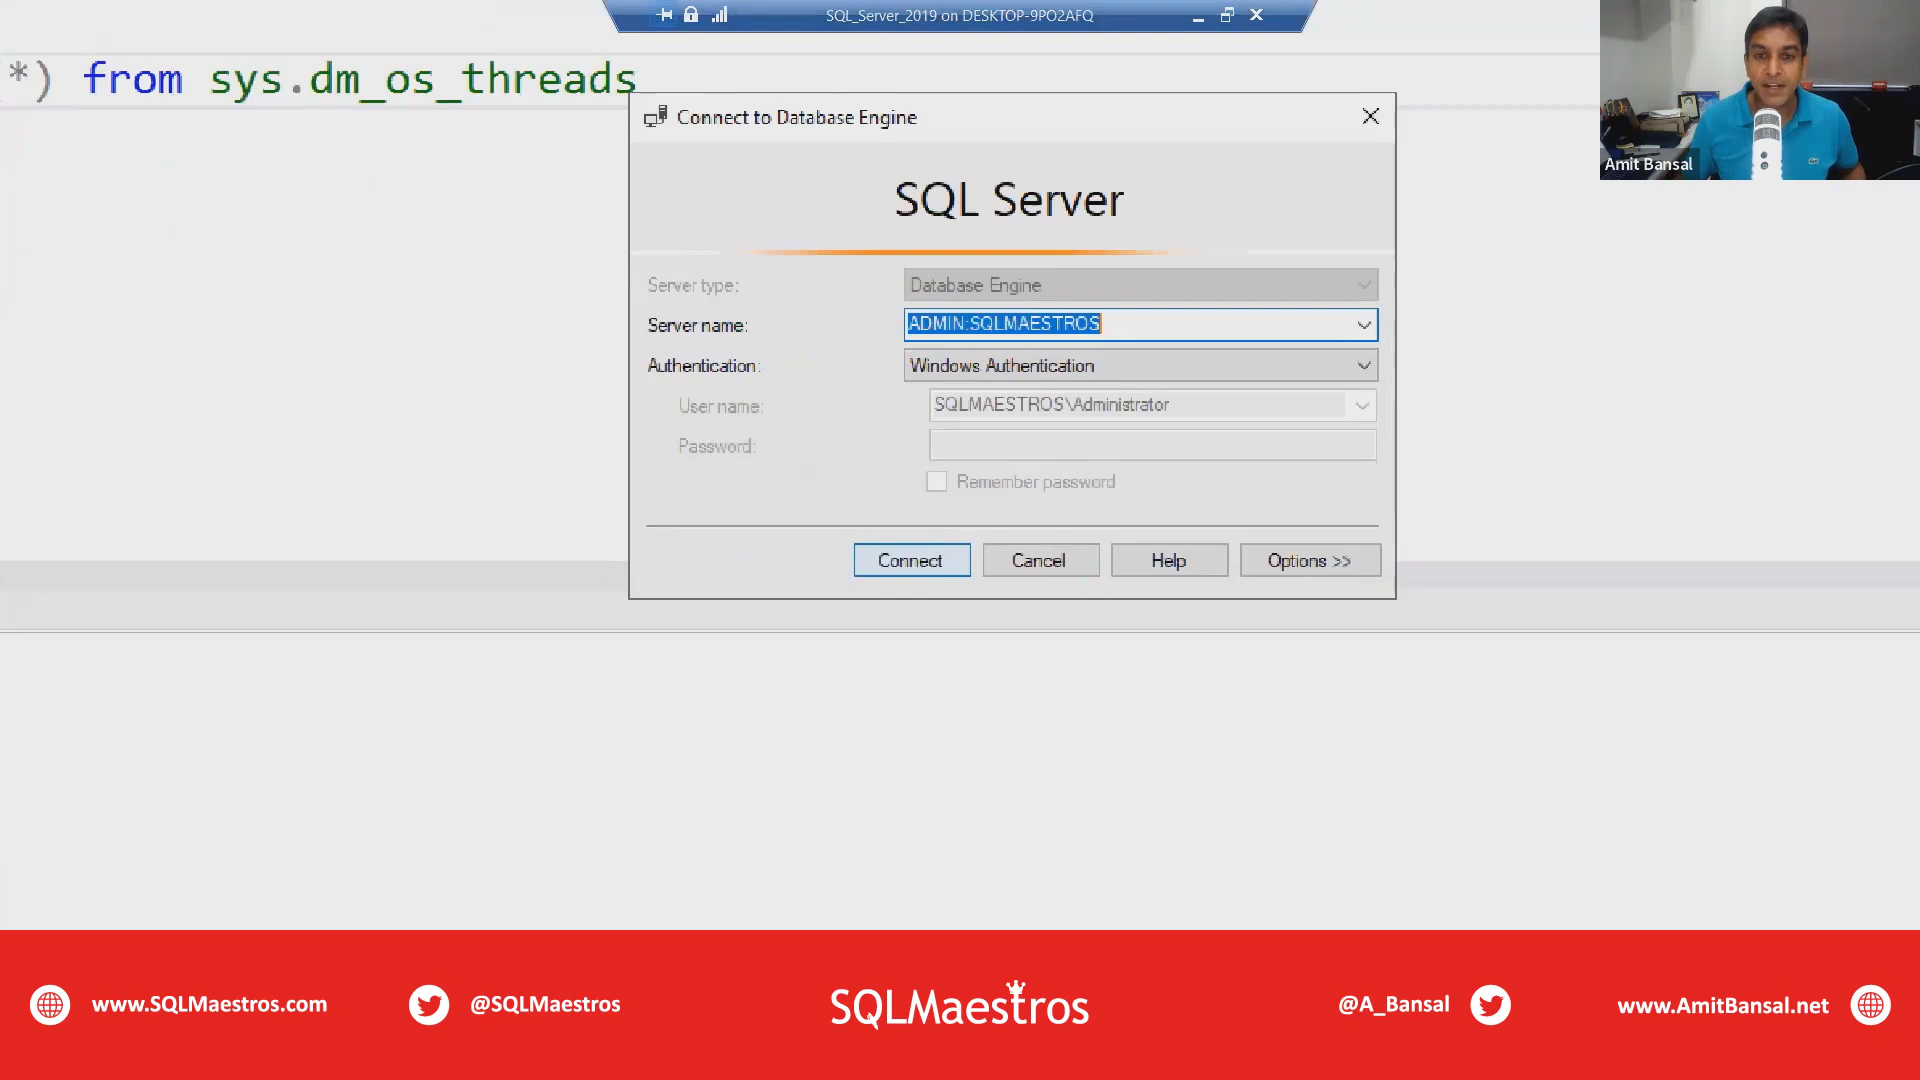 SQL_Server_2019 on DESKTOP-9PO2AFQ
*) from sys.dm_os_threads
Amit Bansal
Connect to Database Engine
SQL Server
Server type: Database Engine
Server name: ADMIN:SQLMAESTROS
Authentication: Windows Authentication
User name: SQLMAESTROS\Administrator
Password:
Remember password
Connect Cancel Help Options >>
www.SQLMaestros.com @SQLMaestros SQLMaestros @A_Bansal www.AmitBansal.net